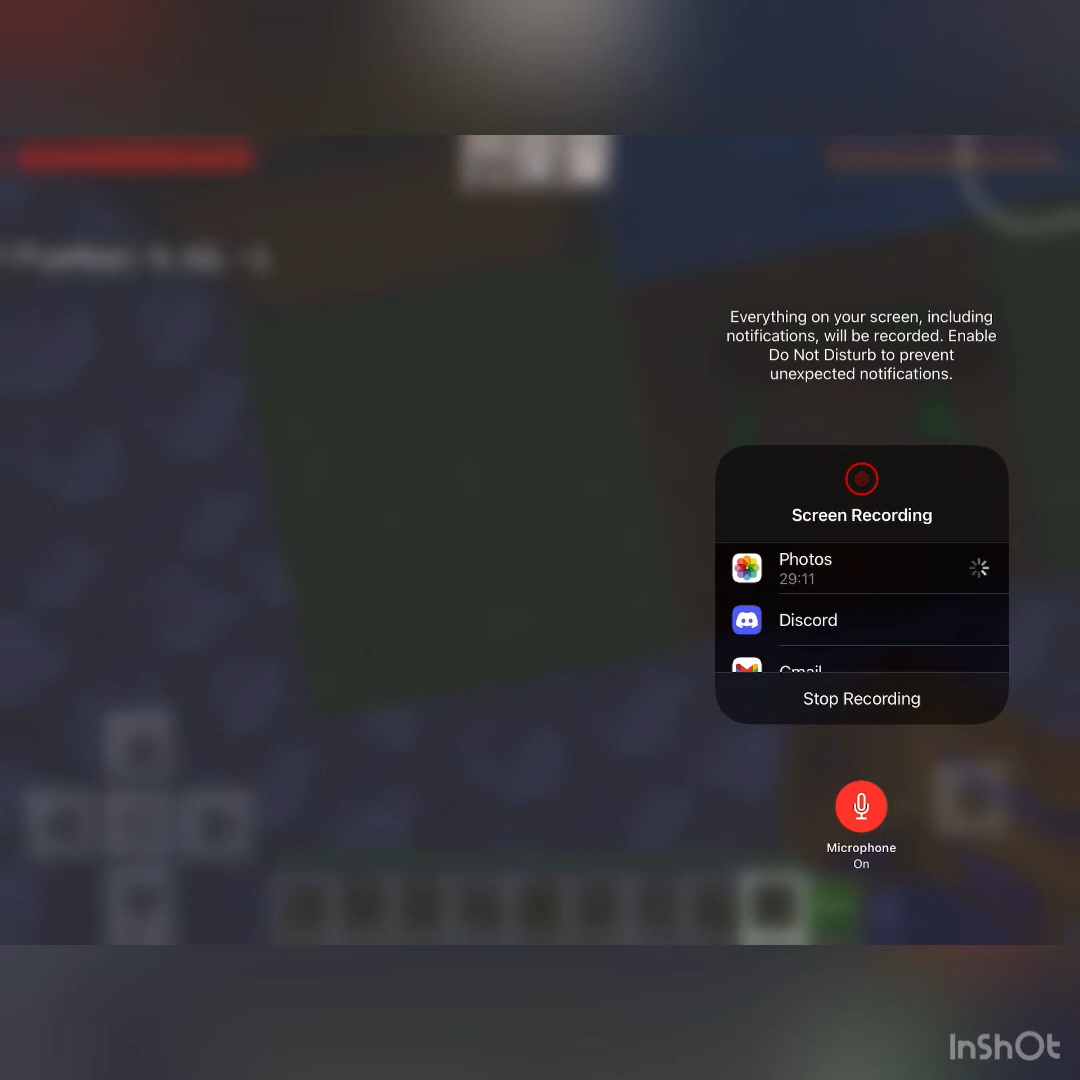 Everything on your screen, including
notifications, will be recorded. Enable
Do Not Disturb to prevent
unexpected notifications.
Screen Recording
Photos
29:11
Discord
Gmail
Stop Recording
Microphone
On
InShOt